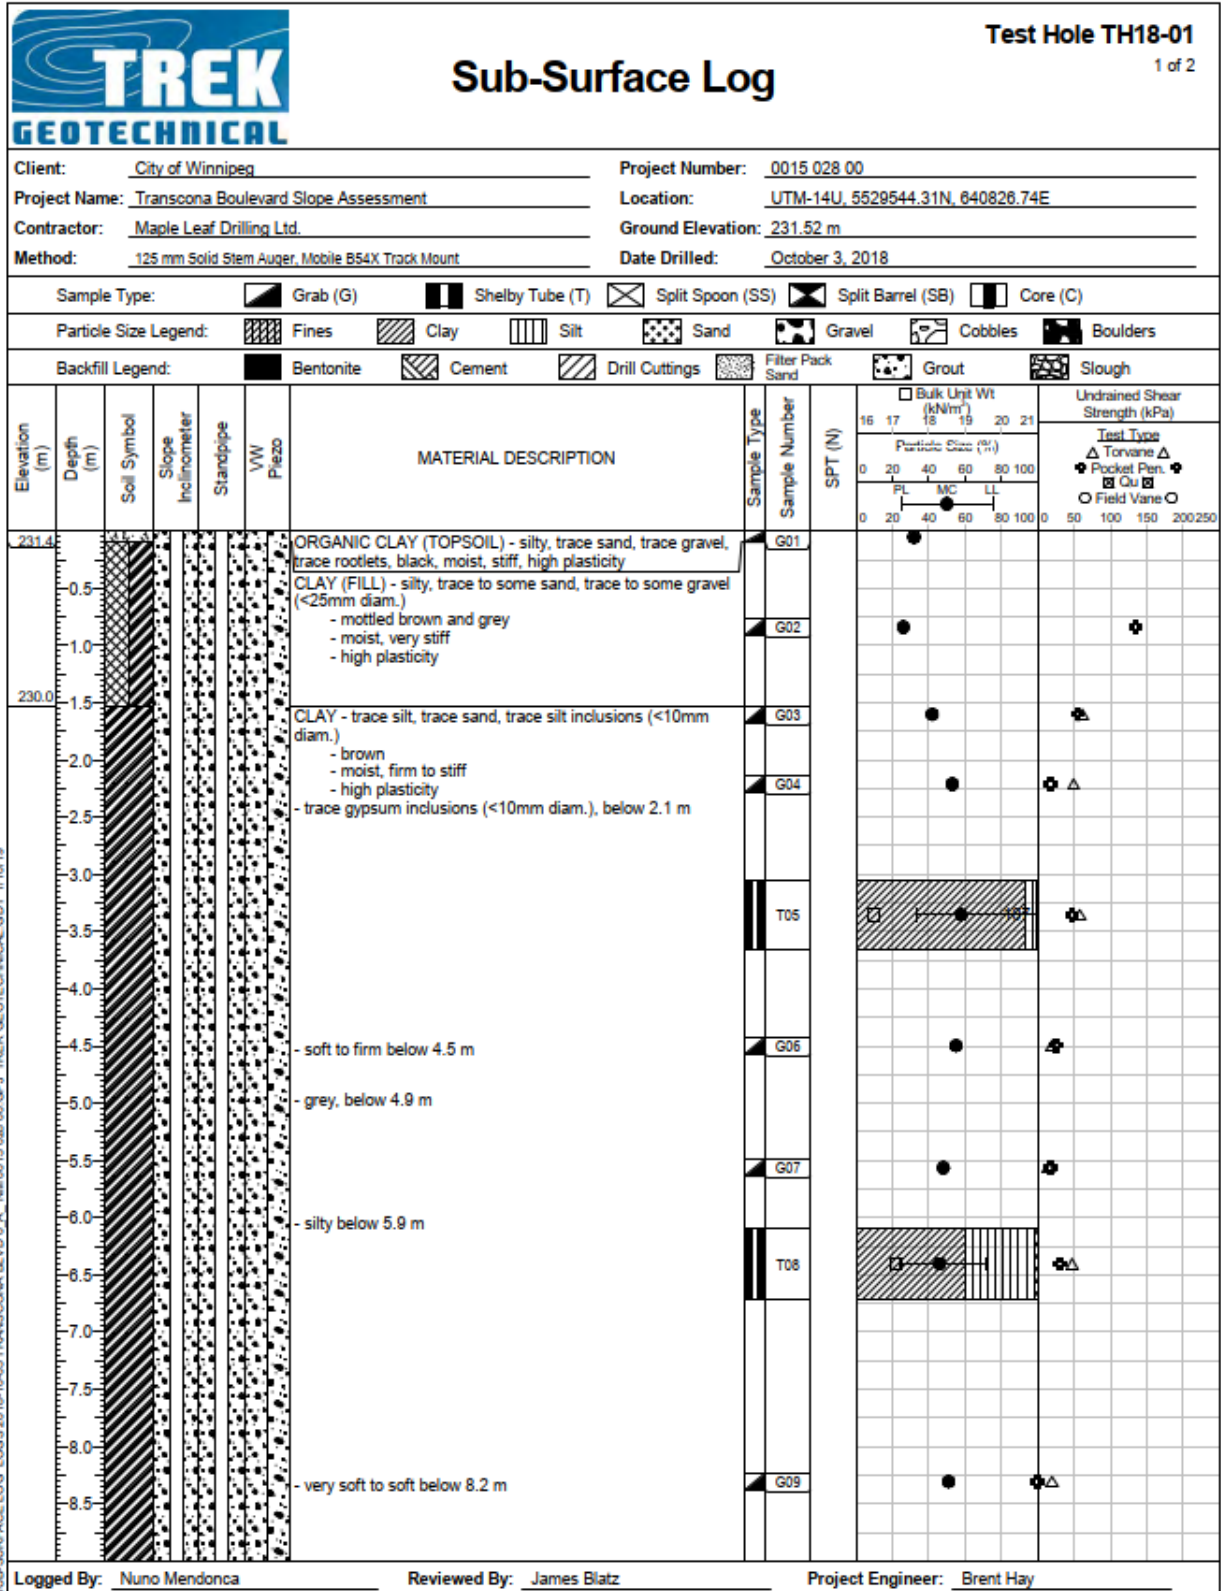 TREK
GEOTECHNICAL
Sub-Surface Log
Test Hole TH18-01
1 of 2
Client: City of Winnipeg
Project Number: 0015 028 00
Project Name: Transcona Boulevard Slope Assessment
Location: UTM-14U, 5529544.31N, 640826.74E
Contractor: Maple Leaf Drilling Ltd.
Ground Elevation: 231.52 m
Method: 125 mm Solid Stem Auger, Mobile B54X Track Mount
Date Drilled: October 3, 2018
Sample Type: Grab (G) Shelby Tube (T) Split Spoon (SS) Split Barrel (SB) Core (C)
Particle Size Legend: Fines Clay Silt Sand Gravel Cobbles Boulders
Backfill Legend: Bentonite Cement Drill Cuttings Filter Pack Sand Grout Slough
Elevation (m)
Depth (m)
Soil Symbol
Slope Inclinometer
Standpipe
VW Piezo
MATERIAL DESCRIPTION
Sample Type
Sample Number
SPT (N)
Bulk Unit Wt
(kN/m³)
16 17 18 19 20 21
Particle Size (%)
0 20 40 60 80 100
PL MC LL
0 20 40 60 80 100
Undrained Shear
Strength (kPa)
Test Type
△ Torvane △
Pocket Pen.
Qu
Field Vane
0 50 100 150 200 250
231.4
ORGANIC CLAY (TOPSOIL) - silty, trace sand, trace gravel,
trace rootlets, black, moist, stiff, high plasticity
G01
CLAY (FILL) - silty, trace to some sand, trace to some gravel
(<25mm diam.)
-0.5-
- mottled brown and grey
- moist, very stiff
G02
- high plasticity
-1.0-
230.0
-1.5-
CLAY - trace silt, trace sand, trace silt inclusions (<10mm
diam.)
G03
- brown
-2.0-
- moist, firm to stiff
- high plasticity
G04
- trace gypsum inclusions (<10mm diam.), below 2.1 m
-2.5-
-3.0-
T05
107
-3.5-
-4.0-
-4.5-
- soft to firm below 4.5 m
G06
- grey, below 4.9 m
-5.0-
-5.5-
G07
-6.0-
- silty below 5.9 m
T08
-6.5-
-7.0-
-7.5-
-8.0-
- very soft to soft below 8.2 m
G09
-8.5-
Logged By: Nuno Mendonca
Reviewed By: James Blatz
Project Engineer: Brent Hay